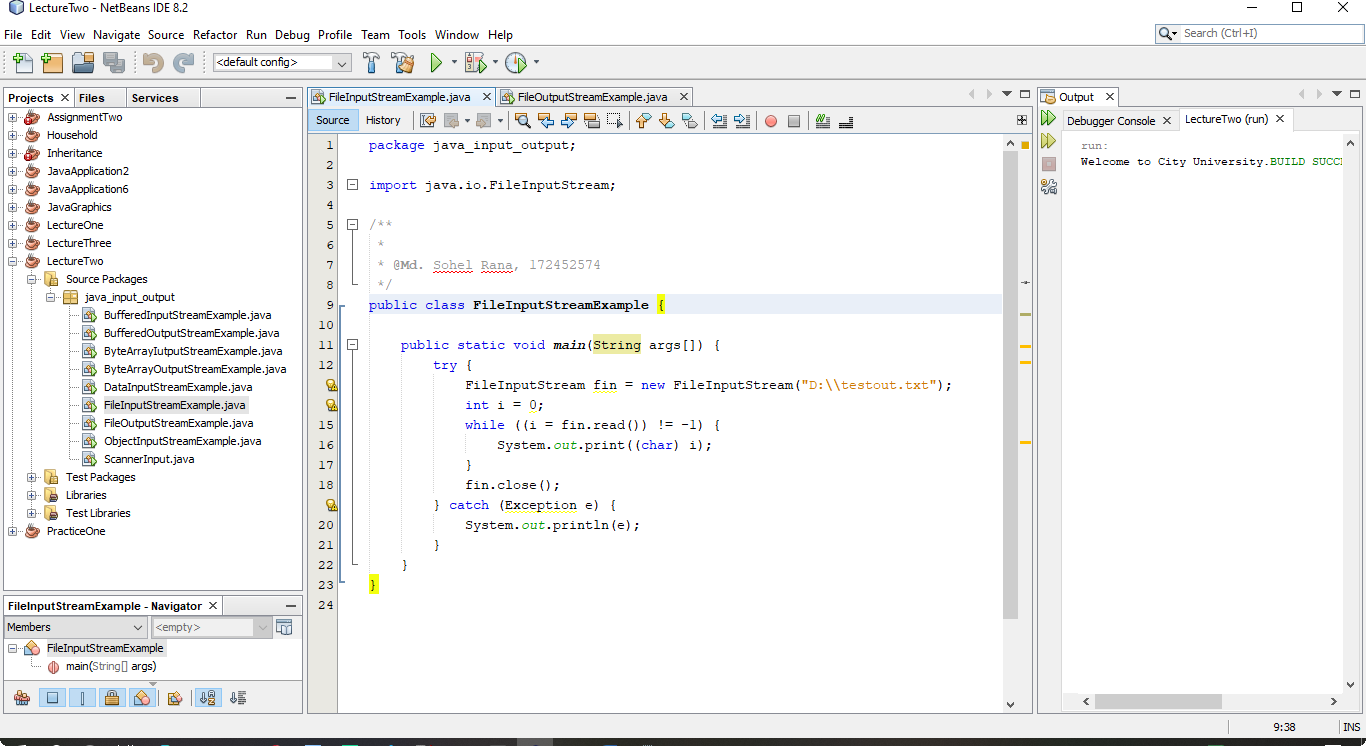 LectureTwo - NetBeans IDE 8.2
File Edit View Navigate Source Refactor Run Debug Profile Team Tools Window Help
Search (Ctrl+I)
<default config>
Projects Files Services
AssignmentTwo
Household
Inheritance
JavaApplication2
JavaApplication6
JavaGraphics
LectureOne
LectureThree
LectureTwo
Source Packages
java_input_output
BufferedInputStreamExample.java
BufferedOutputStreamExample.java
ByteArrayIutputStreamExample.java
ByteArrayOutputStreamExample.java
DataInputStreamExample.java
FileInputStreamExample.java
FileOutputStreamExample.java
ObjectInputStreamExample.java
ScannerInput.java
Test Packages
Libraries
Test Libraries
PracticeOne
FileInputStreamExample - Navigator
Members <empty>
FileInputStreamExample
main(String[] args)
FileInputStreamExample.java FileOutputStreamExample.java
Source History
1 package java_input_output;
2
3 import java.io.FileInputStream;
4
5 /**
6 *
7 * @Md. Sohel Rana, 172452574
8 */
9 public class FileInputStreamExample {
10
11 public static void main(String args[]) {
12 try {
FileInputStream fin = new FileInputStream("D:\\testout.txt");
int i = 0;
15 while ((i = fin.read()) != -1) {
16 System.out.print((char) i);
17 }
18 fin.close();
} catch (Exception e) {
20 System.out.println(e);
21 }
22 }
23 }
24
Output
Debugger Console LectureTwo (run)
run:
Welcome to City University.BUILD SUCC
9:38 INS